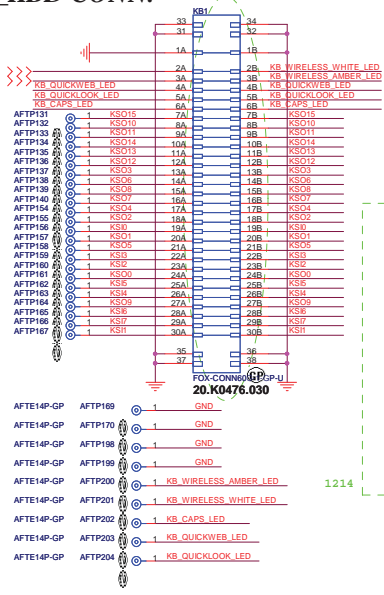 KBD CONN.
KB1
33 34
31 32
1A 1B
2A 2B KB_WIRELESS_WHITE_LED
3A 3B KB_WIRELESS_AMBER_LED
KB_QUICKWEB_LED 4A 4B KB_QUICKWEB_LED
KB_QUICKLOOK_LED 5A 5B KB_QUICKLOOK_LED
KB_CAPS_LED 6A 6B KB_CAPS_LED
AFTP131 1 KSO15 7A 7B KSO15
AFTP132 1 KSO10 8A 8B KSO10
AFTP133 1 KSO11 9A 9B KSO11
AFTP134 1 KSO14 10A 10B KSO14
AFTP135 1 KSO13 11A 11B KSO13
AFTP136 1 KSO12 12A 12B KSO12
AFTP137 1 KSO3 13A 13B KSO3
AFTP138 1 KSO6 14A 14B KSO6
AFTP139 1 KSO8 15A 15B KSO8
AFTP140 1 KSO7 16A 16B KSO7
AFTP154 1 KSO4 17A 17B KSO4
AFTP155 1 KSO2 18A 18B KSO2
AFTP156 1 KSI0 19A 19B KSI0
AFTP157 1 KSO1 20A 20B KSO1
AFTP158 1 KSO5 21A 21B KSO5
AFTP159 1 KSI3 22A 22B KSI3
AFTP160 1 KSI2 23A 23B KSI2
AFTP161 1 KSO0 24A 24B KSO0
AFTP162 1 KSI5 25A 25B KSI5
AFTP163 1 KSI4 26A 26B KSI4
AFTP164 1 KSO9 27A 27B KSO9
AFTP165 1 KSI6 28A 28B KSI6
AFTP166 1 KSI7 29A 29B KSI7
AFTP167 1 KSI1 30A 30B KSI1
35 36
37 38
GP
20.K0476.030
AFTE14P-GP AFTP169 1 GND
AFTE14P-GP AFTP170 1 GND
AFTE14P-GP AFTP198 1 GND
AFTE14P-GP AFTP199 1 GND
AFTE14P-GP AFTP200 1 KB_WIRELESS_AMBER_LED
AFTE14P-GP AFTP201 1 KB_WIRELESS_WHITE_LED
AFTE14P-GP AFTP202 1 KB_CAPS_LED
AFTE14P-GP AFTP203 1 KB_QUICKWEB_LED
AFTE14P-GP AFTP204 1 KB_QUICKLOOK_LED
1214